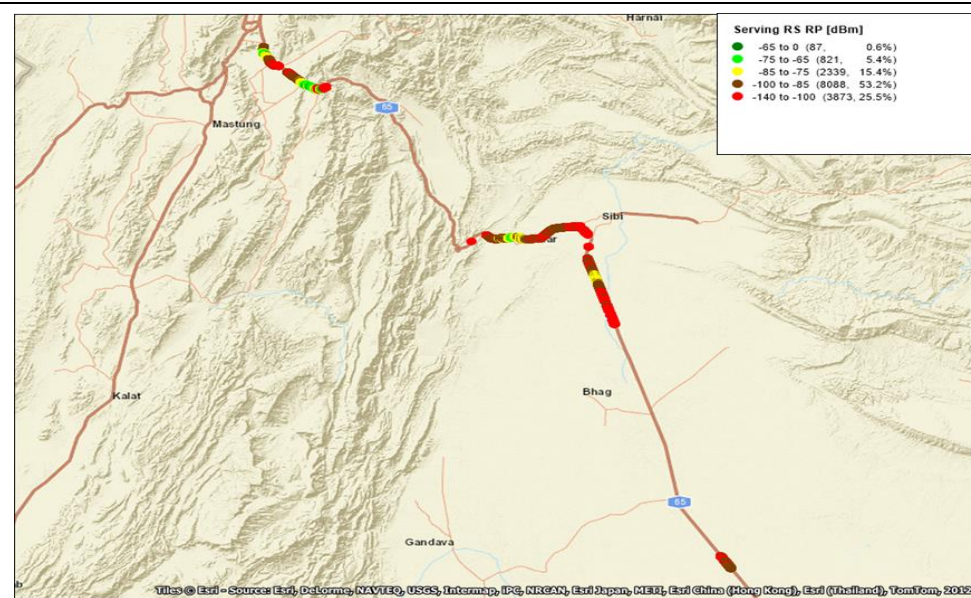 Harnai
Serving RS RP [dBm]
-65 to 0 (87, 0.6%)
-75 to -65 (821, 5.4%)
-85 to -75 (2339, 15.4%)
-100 to -85 (8088, 53.2%)
-140 to -100 (3873, 25.5%)
65
Mastung
Sibi
ar
Bhag
Kalat
65
Gandava
b
Tiles © Esri - Source: Esri, DeLorme, NAVTEQ, USGS, Intermap, iPC, NRCAN, Esri Japan, METI, Esri China (Hong Kong), Esri (Thailand), TomTom, 2012